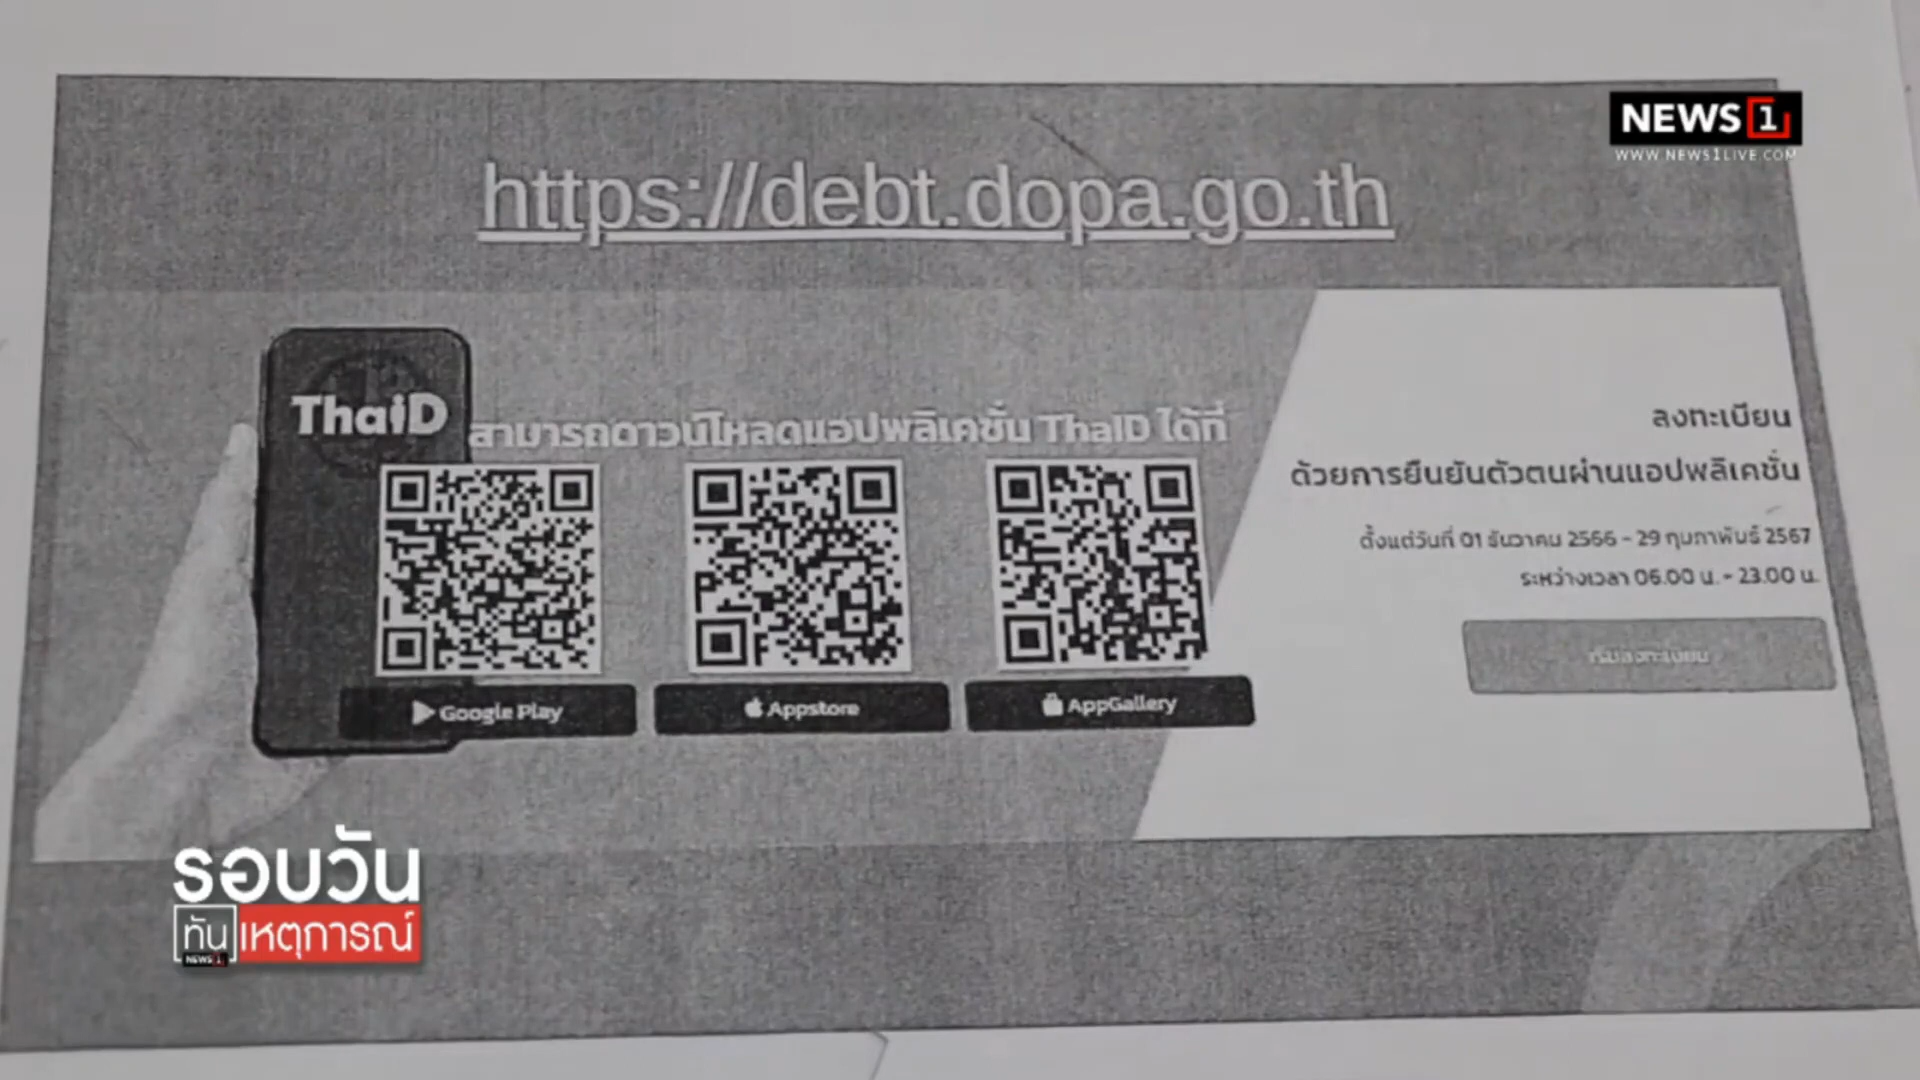 NEWS 1
WWW.NEWS1LIVE.COM
https://debt.dopa.go.th
ThaiD
สามารถดาวน์โหลดแอปพลิเคชั่น ThaID ได้ที่
Google Play
Appstore
AppGallery
ลงทะเบียน
ด้วยการยืนยันตัวตนผ่านแอปพลิเคชั่น
ตั้งแต่วันที่ 01 ธันวาคม 2566 - 29 กุมภาพันธ์ 2567
ระหว่างเวลา 06.00 น. - 23.00 น.
รอบวัน
ทันเหตุการณ์
NEWS 1